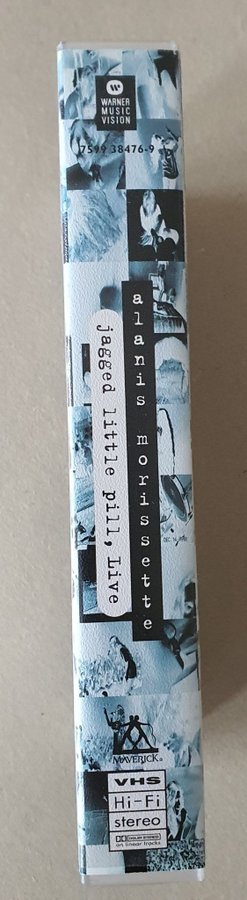 WARNER
MUSIC
VISION
7599 38476-9
alanis morissette
jagged little pill, Live
MAVERICK®
VHS
Hi-Fi
stereo
DOLBY STEREO
on linear tracks